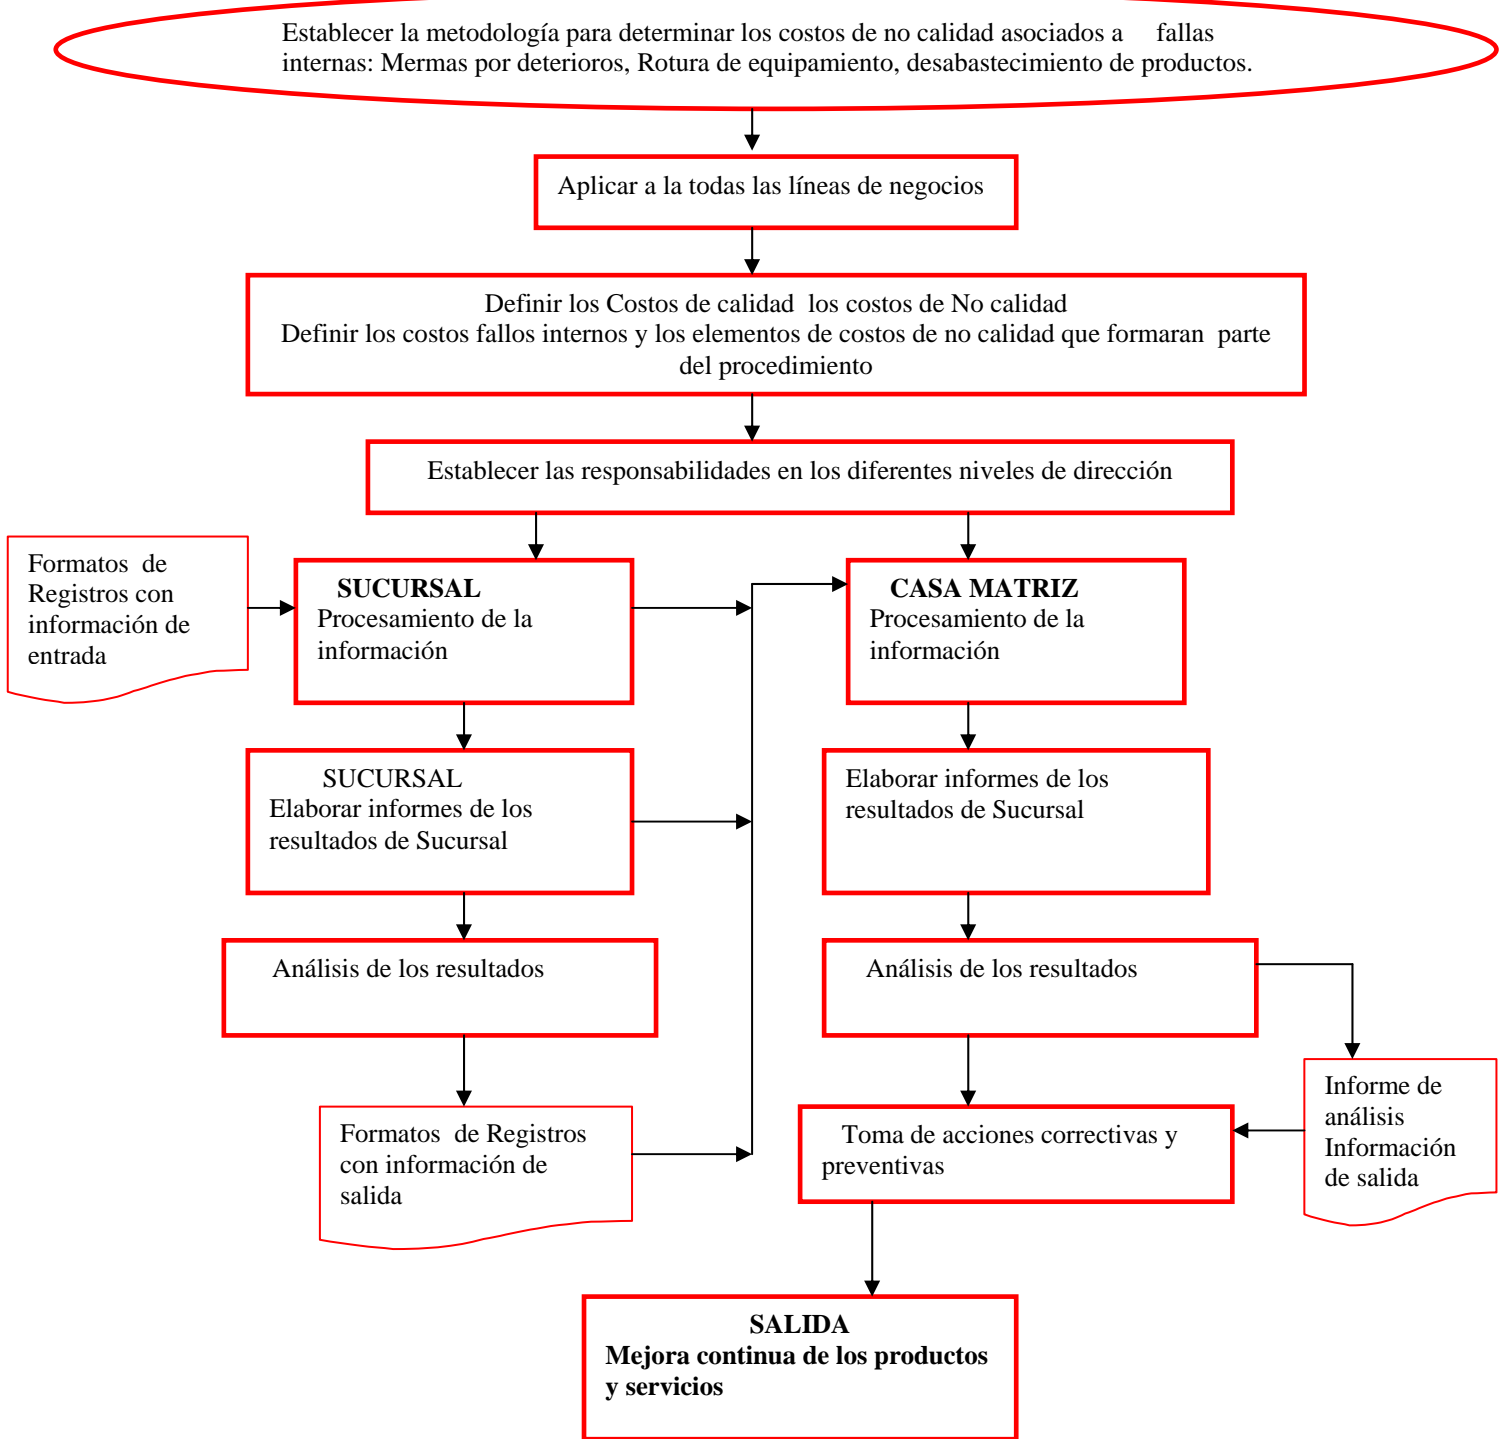 Establecer la metodología para determinar los costos de no calidad asociados a fallas
internas: Mermas por deterioros, Rotura de equipamiento, desabastecimiento de productos.
Aplicar a la todas las líneas de negocios
Definir los Costos de calidad los costos de No calidad
Definir los costos fallos internos y los elementos de costos de no calidad que formaran parte
del procedimiento
Establecer las responsabilidades en los diferentes niveles de dirección
Formatos de
Registros con
información de
entrada
SUCURSAL
Procesamiento de la
información
CASA MATRIZ
Procesamiento de la
información
SUCURSAL
Elaborar informes de los
resultados de Sucursal
Elaborar informes de los
resultados de Sucursal
Análisis de los resultados
Análisis de los resultados
Formatos de Registros
con información de
salida
Toma de acciones correctivas y
preventivas
Informe de
análisis
Información
de salida
SALIDA
Mejora continua de los productos
y servicios